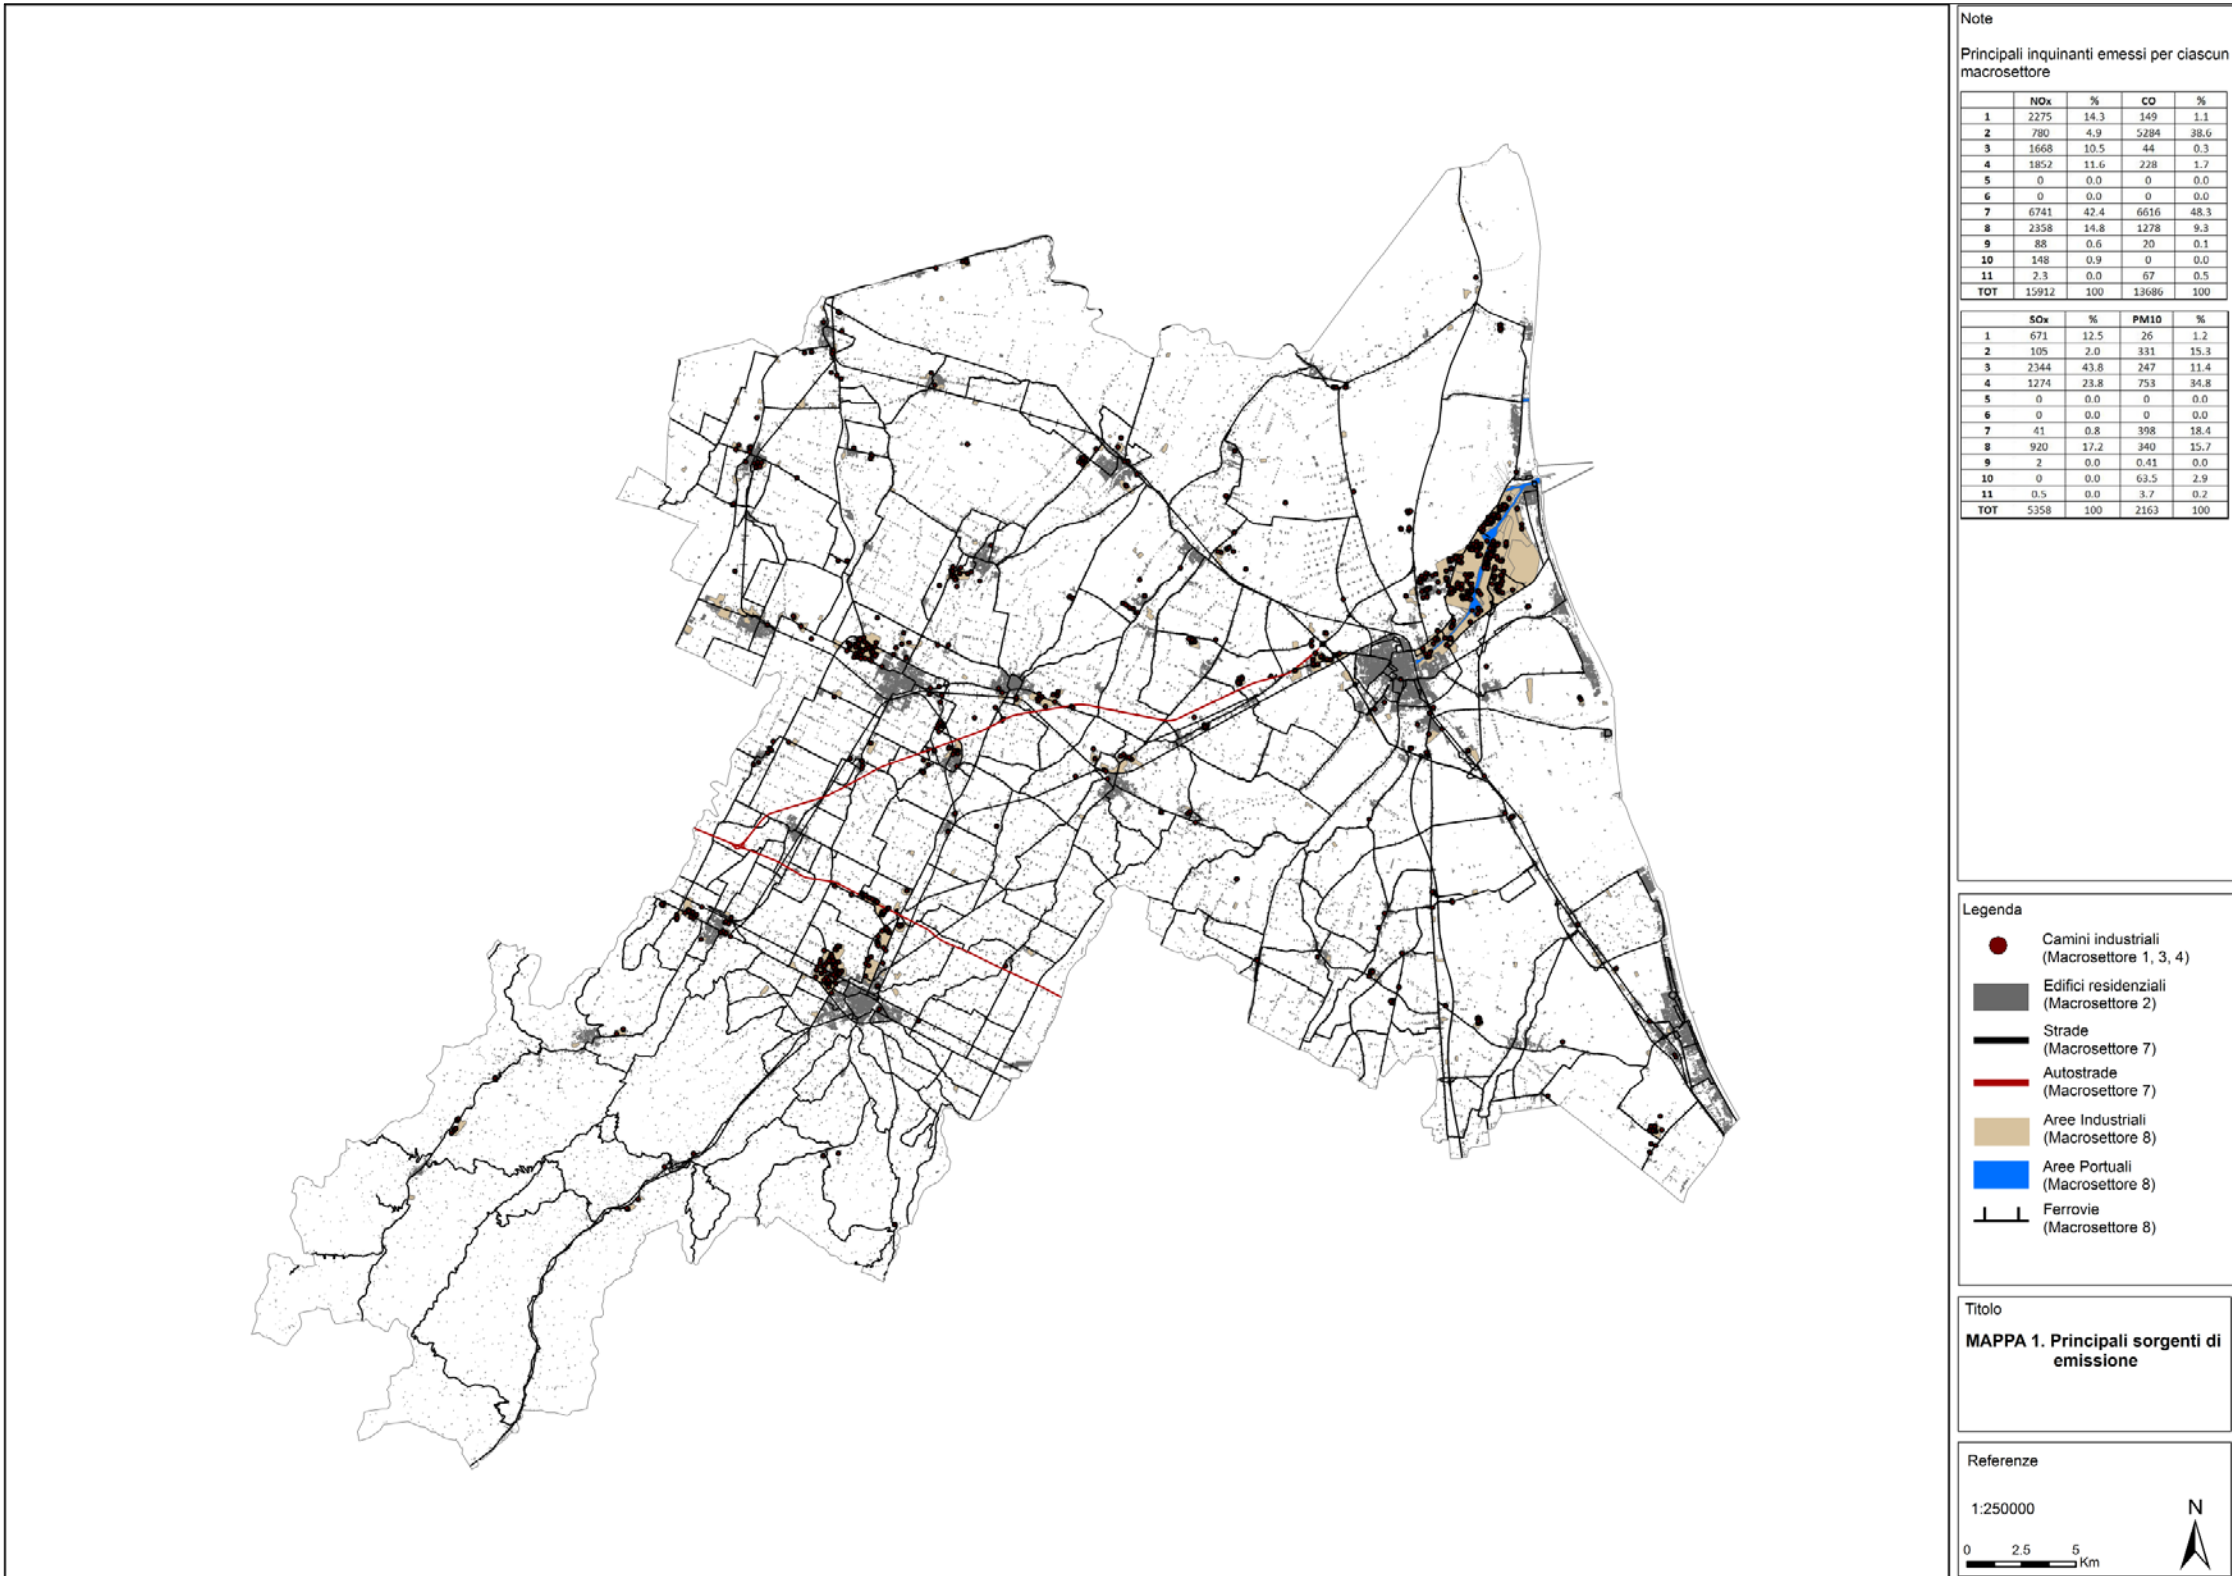 Note
Principali inquinanti emessi per ciascun
macrosettore
NOx % CO %
1 2275 14.3 149 1.1
2 780 4.9 5284 38.6
3 1668 10.5 44 0.3
4 1852 11.6 228 1.7
5 0 0.0 0 0.0
6 0 0.0 0 0.0
7 6741 42.4 6616 48.3
8 2358 14.8 1278 9.3
9 88 0.6 20 0.1
10 148 0.9 0 0.0
11 2.3 0.0 67 0.5
TOT 15912 100 13686 100
SOx % PM10 %
1 671 12.5 26 1.2
2 105 2.0 331 15.3
3 2344 43.8 247 11.4
4 1274 23.8 753 34.8
5 0 0.0 0 0.0
6 0 0.0 0 0.0
7 41 0.8 398 18.4
8 920 17.2 340 15.7
9 2 0.0 0.41 0.0
10 0 0.0 63.5 2.9
11 0.5 0.0 3.7 0.2
TOT 5358 100 2163 100
Legenda
Camini industriali
(Macrosettore 1, 3, 4)
Edifici residenziali
(Macrosettore 2)
Strade
(Macrosettore 7)
Autostrade
(Macrosettore 7)
Aree Industriali
(Macrosettore 8)
Aree Portuali
(Macrosettore 8)
Ferrovie
(Macrosettore 8)
Titolo
MAPPA 1. Principali sorgenti di
emissione
Referenze
1:250000
N
0 2.5 5
Km